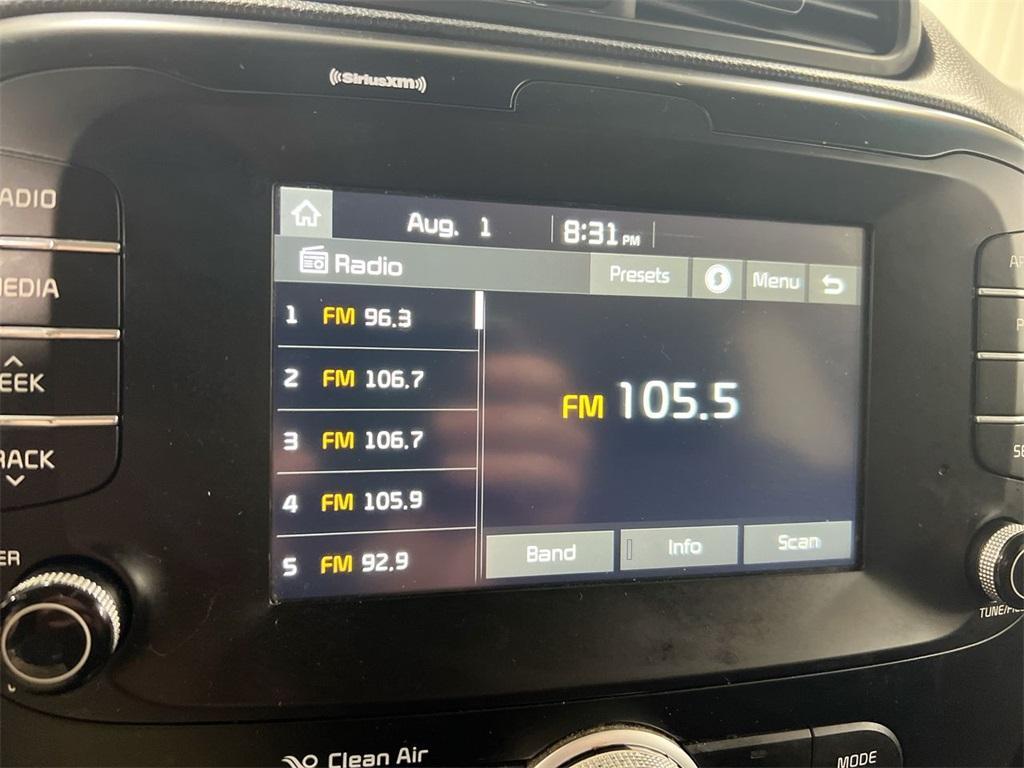 SiriusXM
Aug. 1 8:31 PM
Radio Presets Menu
1 FM 96.3
2 FM 106.7
3 FM 106.7
4 FM 105.9
5 FM 92.9
FM 105.5
Band Info Scan
ADIO
EDIA
EEK
RACK
ER
TUNE/
Clean Air
MODE